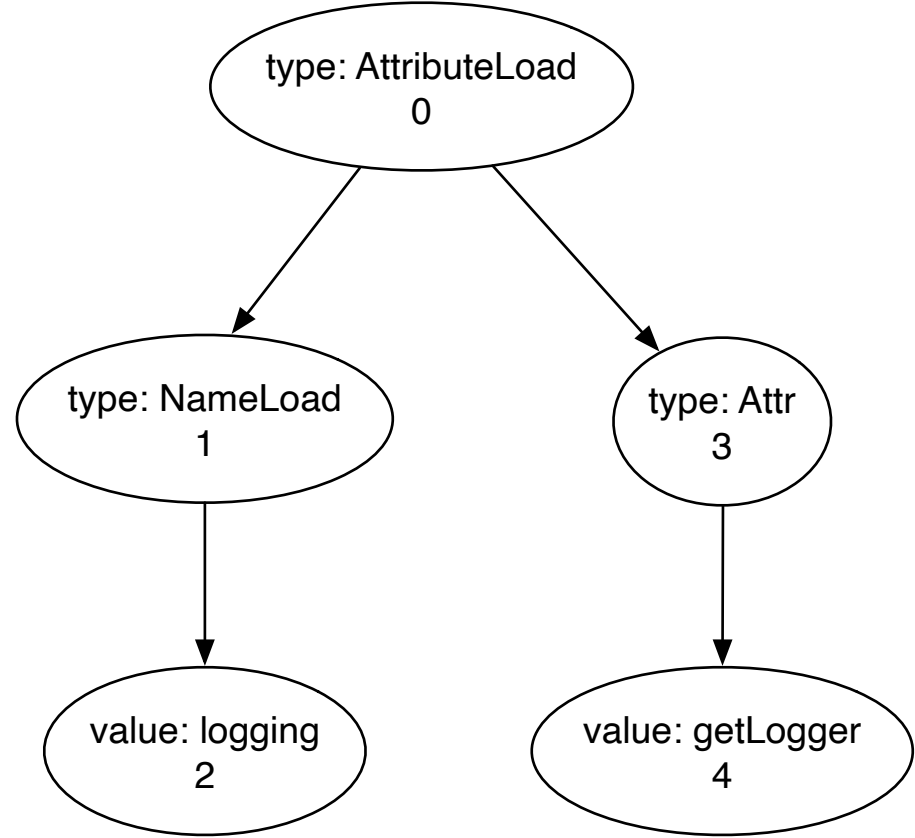 type: AttributeLoad
0
type: NameLoad
1
type: Attr
3
value: logging
2
value: getLogger
4